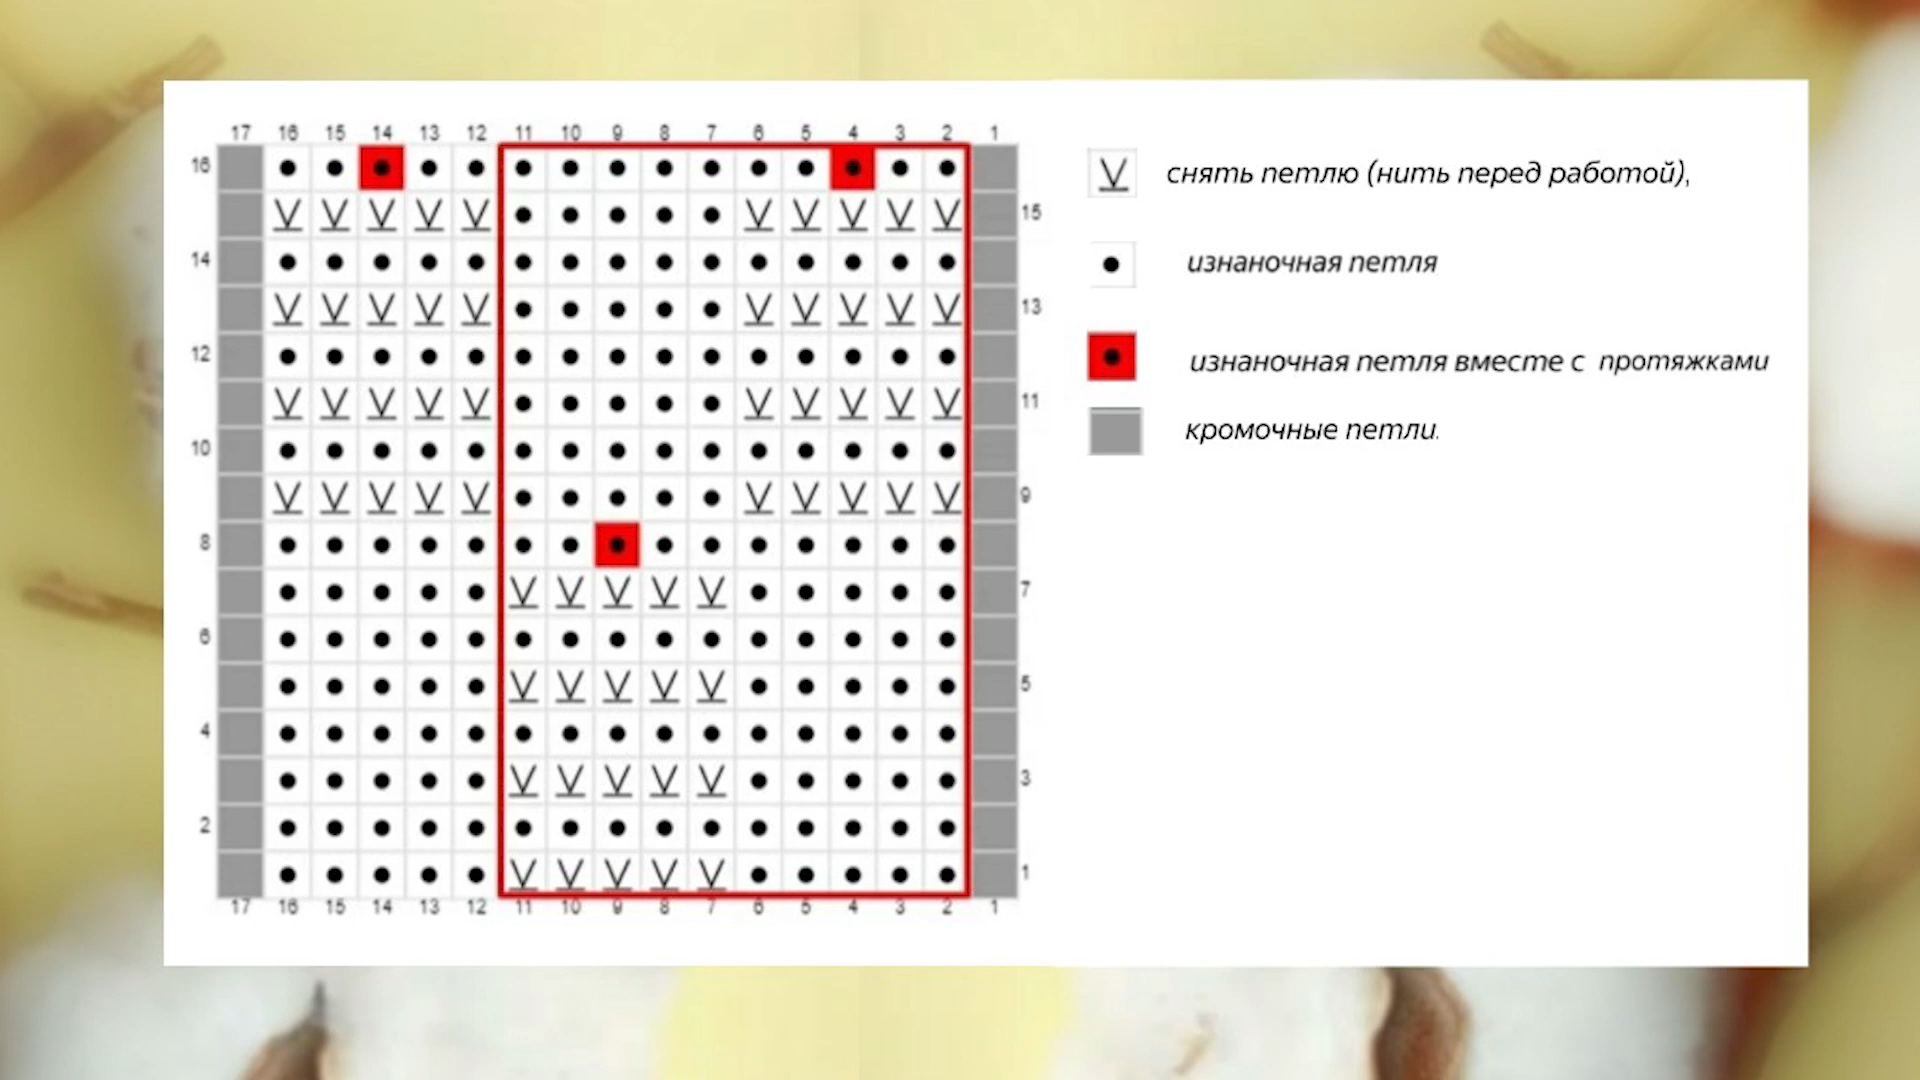 17 16 15 14 13 12 11 10 9 8 7 6 5 4 3 2 1
16
15
14
13
12
11
10
9
8
7
6
5
4
3
2
1
17 16 15 14 13 12 11 10 9 8 7 6 5 4 3 2 1
снять петлю (нить перед работой),
изнаночная петля
изнаночная петля вместе с протяжками
кромочные петли.